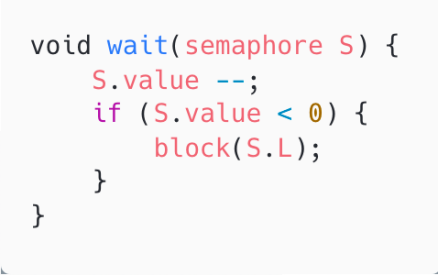 void wait(semaphore S) {
    S.value --;
    if (S.value < 0) {
        block(S.L);
    }
}